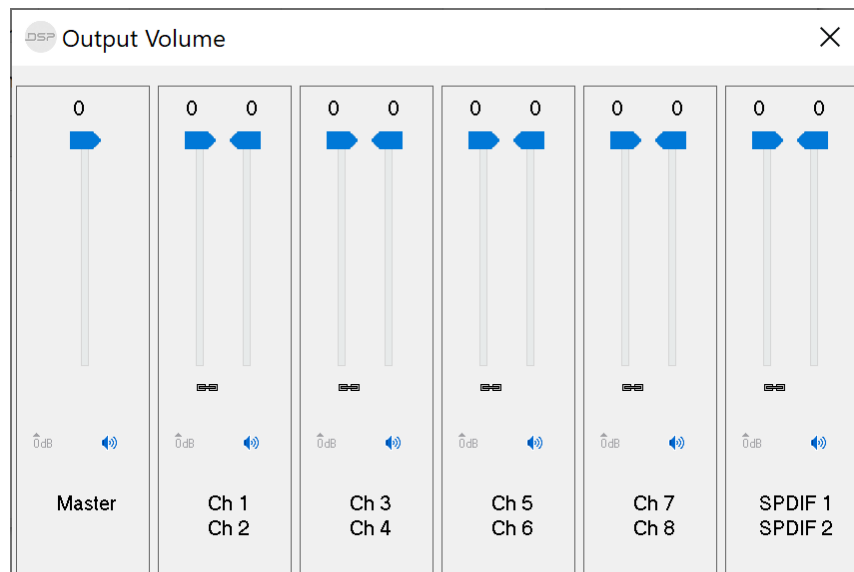 DSP Output Volume
0 0 0 0 0 0 0 0 0 0 0
0dB 0dB 0dB 0dB 0dB 0dB
Master Ch 1 Ch 3 Ch 5 Ch 7 SPDIF 1
Ch 2 Ch 4 Ch 6 Ch 8 SPDIF 2